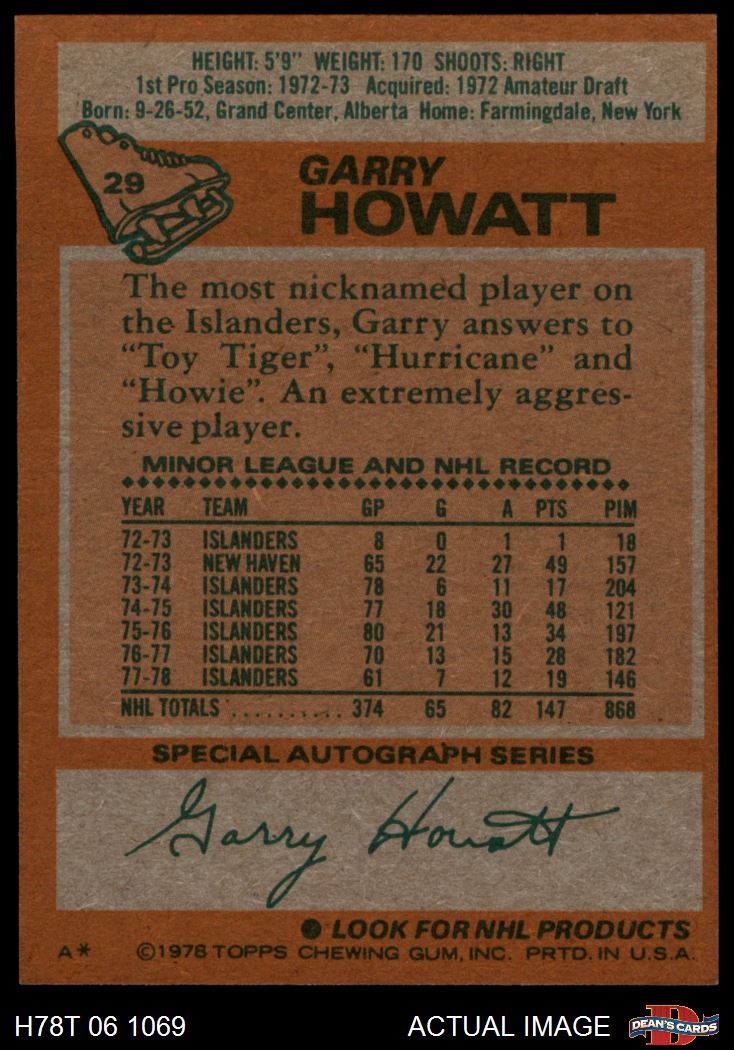 HEIGHT: 5'9" WEIGHT: 170 SHOOTS: RIGHT
1st Pro Season: 1972-73 Acquired: 1972 Amateur Draft
Born: 9-26-52, Grand Center, Alberta Home: Farmingdale, New York
29
GARRY
HOWATT
The most nicknamed player on
the Islanders, Garry answers to
"Toy Tiger", "Hurricane" and
"Howie". An extremely aggres-
sive player.
MINOR LEAGUE AND NHL RECORD
YEAR TEAM GP G A PTS PIM
72-73 ISLANDERS 8 0 1 1 18
72-73 NEW HAVEN 65 22 27 49 157
73-74 ISLANDERS 78 6 11 17 204
74-75 ISLANDERS 77 18 30 48 121
75-76 ISLANDERS 80 21 13 34 197
76-77 ISLANDERS 70 13 15 28 182
77-78 ISLANDERS 61 7 12 19 146
NHL TOTALS .......... 374 65 82 147 868
SPECIAL AUTOGRAPH SERIES
Garry Howatt
● LOOK FOR NHL PRODUCTS
A* ©1978 TOPPS CHEWING GUM, INC. PRTD. IN U.S.A.
H78T 06 1069 ACTUAL IMAGE D DEAN'S CARDS